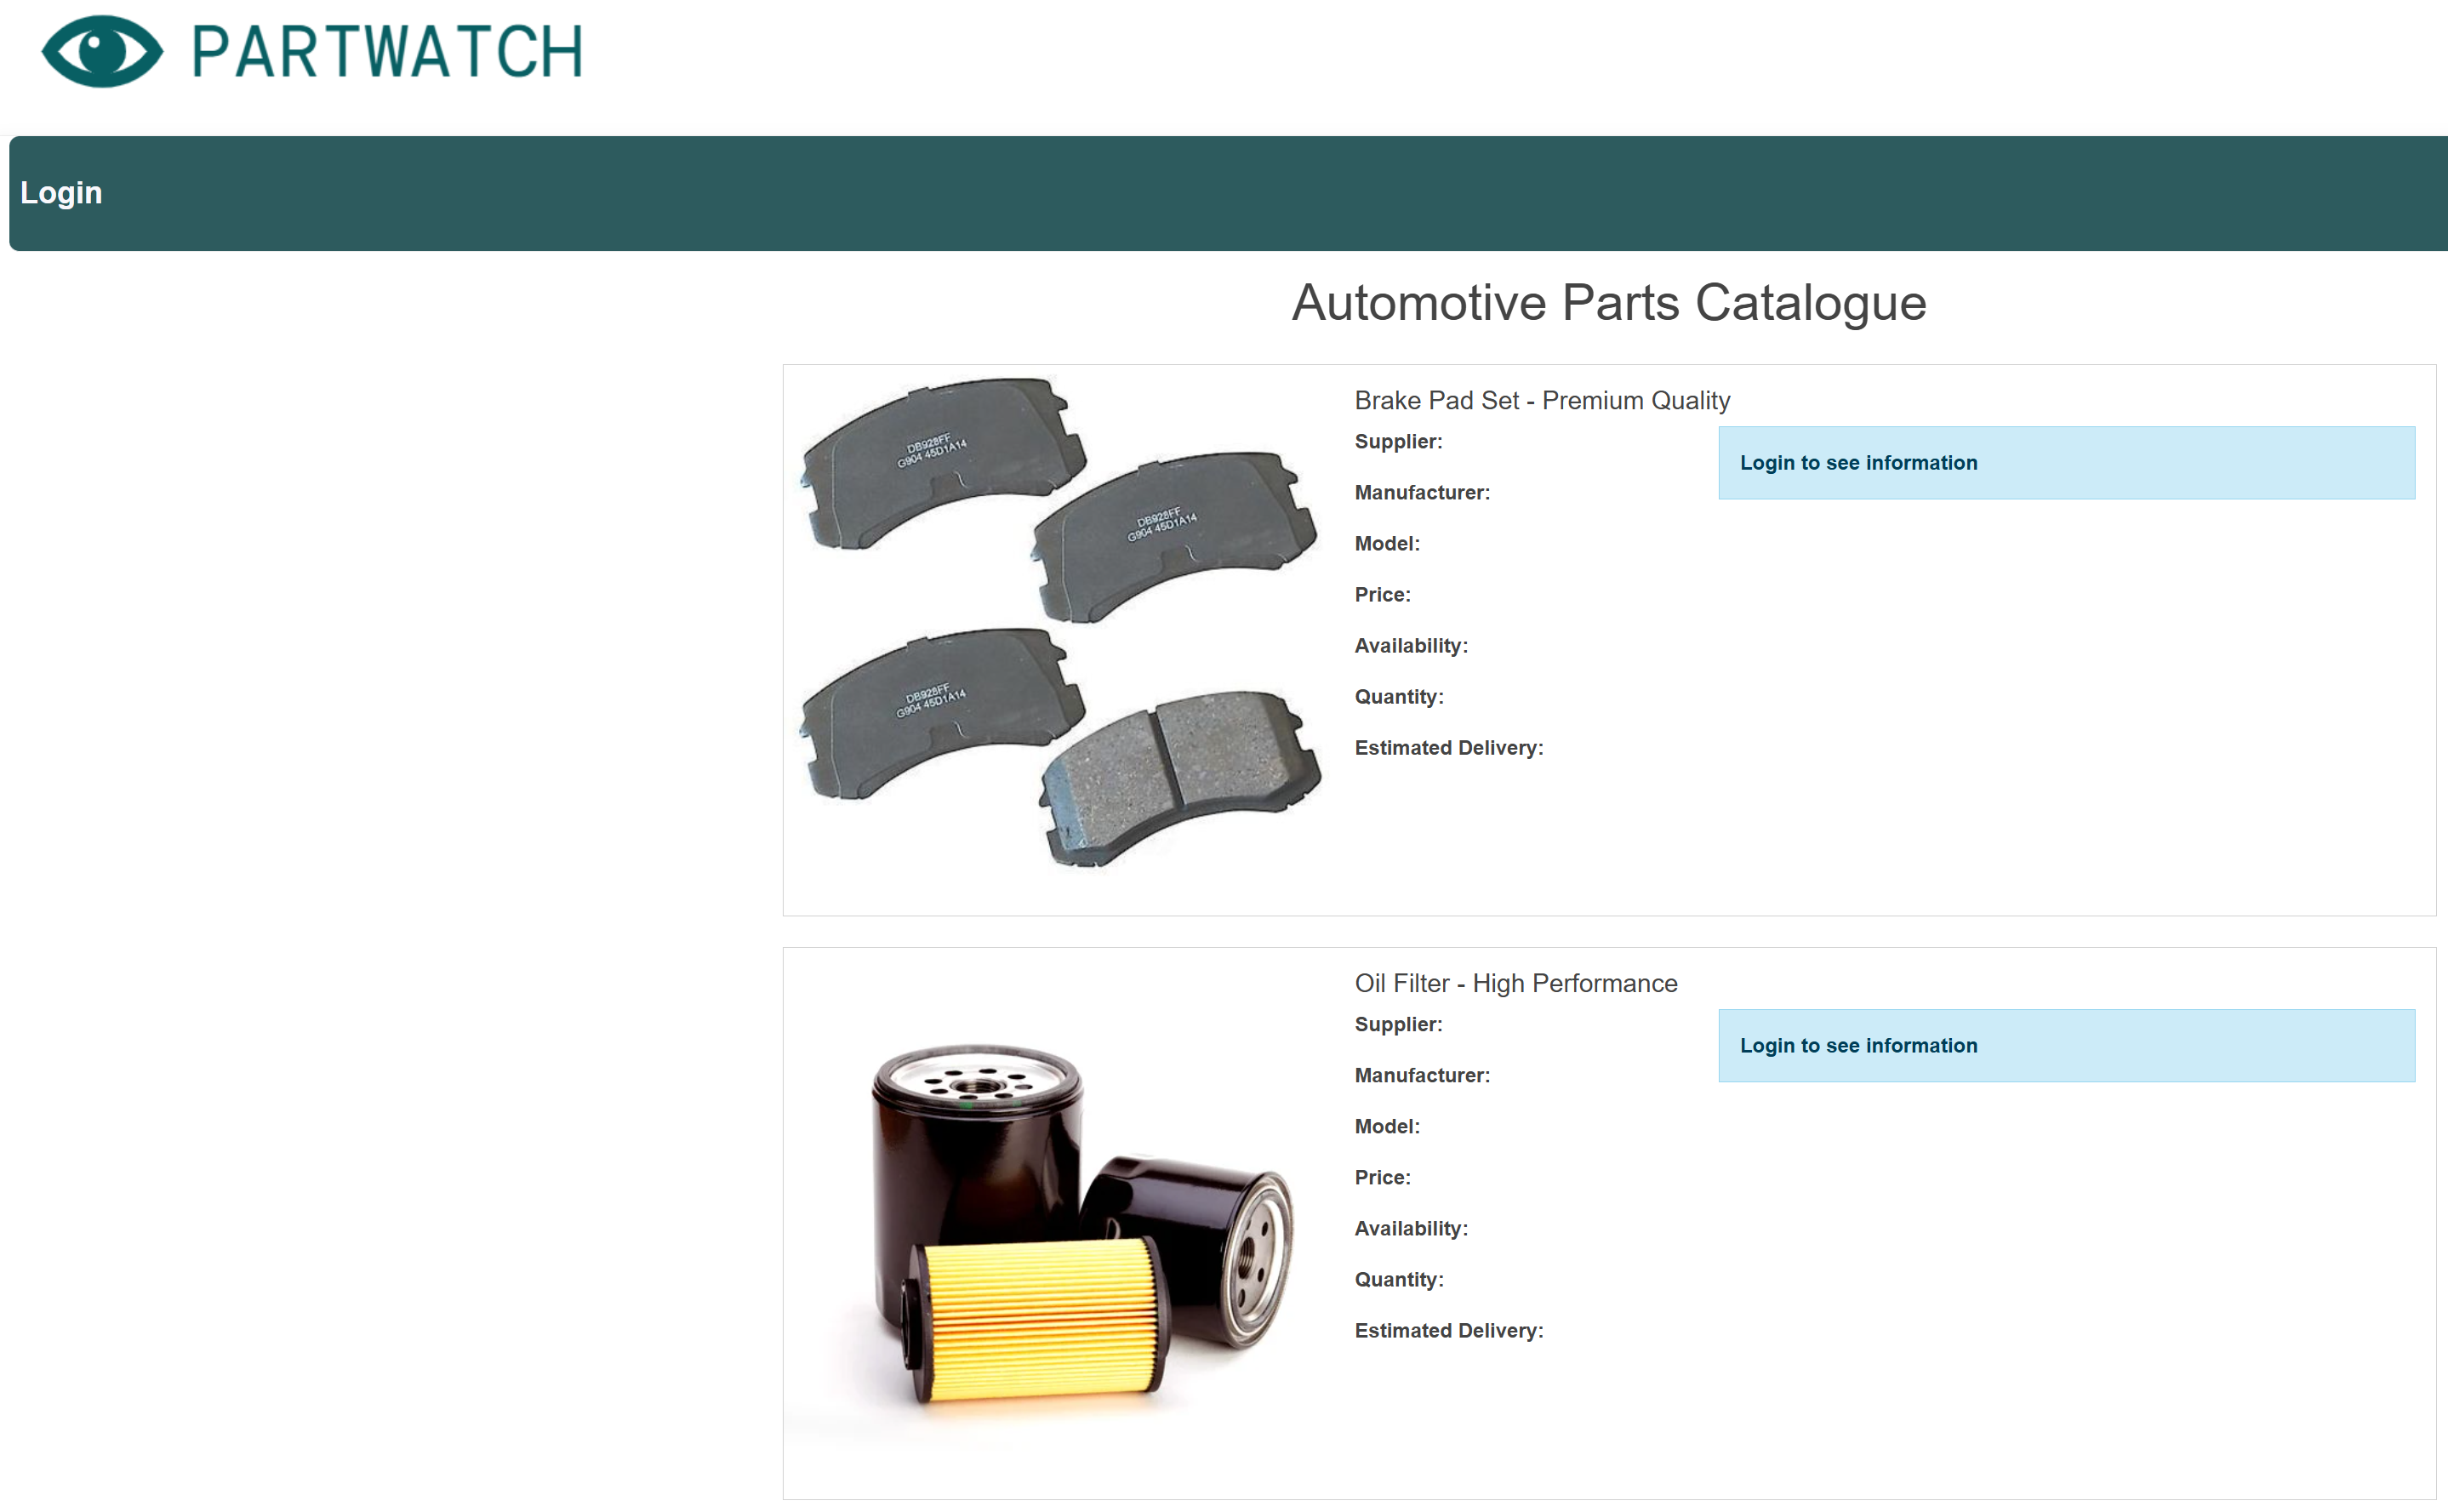 PARTWATCH
Login
Automotive Parts Catalogue
DB928FF
G904 45D1A14
DB928FF
G904 45D1A14
DB928FF
G904 45D1A14
Brake Pad Set - Premium Quality
Supplier:
Login to see information
Manufacturer:
Model:
Price:
Availability:
Quantity:
Estimated Delivery:
Oil Filter - High Performance
Supplier:
Login to see information
Manufacturer:
Model:
Price:
Availability:
Quantity:
Estimated Delivery: